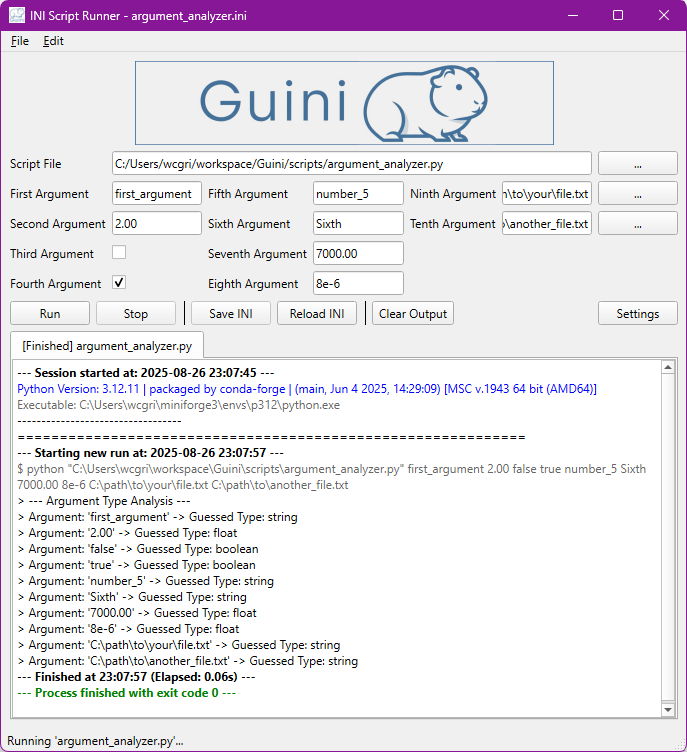 INI Script Runner - argument_analyzer.ini
File Edit
Guini
Script File C:/Users/wcgri/workspace/Guini/scripts/argument_analyzer.py ...
First Argument first_argument Fifth Argument number_5 Ninth Argument \to\your\file.txt ...
Second Argument 2.00 Sixth Argument Sixth Tenth Argument \another_file.txt ...
Third Argument Seventh Argument 7000.00
Fourth Argument Eighth Argument 8e-6
Run Stop Save INI Reload INI Clear Output Settings
[Finished] argument_analyzer.py
--- Session started at: 2025-08-26 23:07:45 ---
Python Version: 3.12.11 | packaged by conda-forge | (main, Jun 4 2025, 14:29:09) [MSC v.1943 64 bit (AMD64)]
Executable: C:\Users\wcgri\miniforge3\envs\p312\python.exe
----------------------------------
=====================================================
--- Starting new run at: 2025-08-26 23:07:57 ---
$ python "C:\Users\wcgri\workspace\Guini\scripts\argument_analyzer.py" first_argument 2.00 false true number_5 Sixth
7000.00 8e-6 C:\path\to\your\file.txt C:\path\to\another_file.txt
> --- Argument Type Analysis ---
> Argument: 'first_argument' -> Guessed Type: string
> Argument: '2.00' -> Guessed Type: float
> Argument: 'false' -> Guessed Type: boolean
> Argument: 'true' -> Guessed Type: boolean
> Argument: 'number_5' -> Guessed Type: string
> Argument: 'Sixth' -> Guessed Type: string
> Argument: '7000.00' -> Guessed Type: float
> Argument: '8e-6' -> Guessed Type: float
> Argument: 'C:\path\to\your\file.txt' -> Guessed Type: string
> Argument: 'C:\path\to\another_file.txt' -> Guessed Type: string
--- Finished at 23:07:57 (Elapsed: 0.06s) ---
--- Process finished with exit code 0 ---
Running 'argument_analyzer.py'...